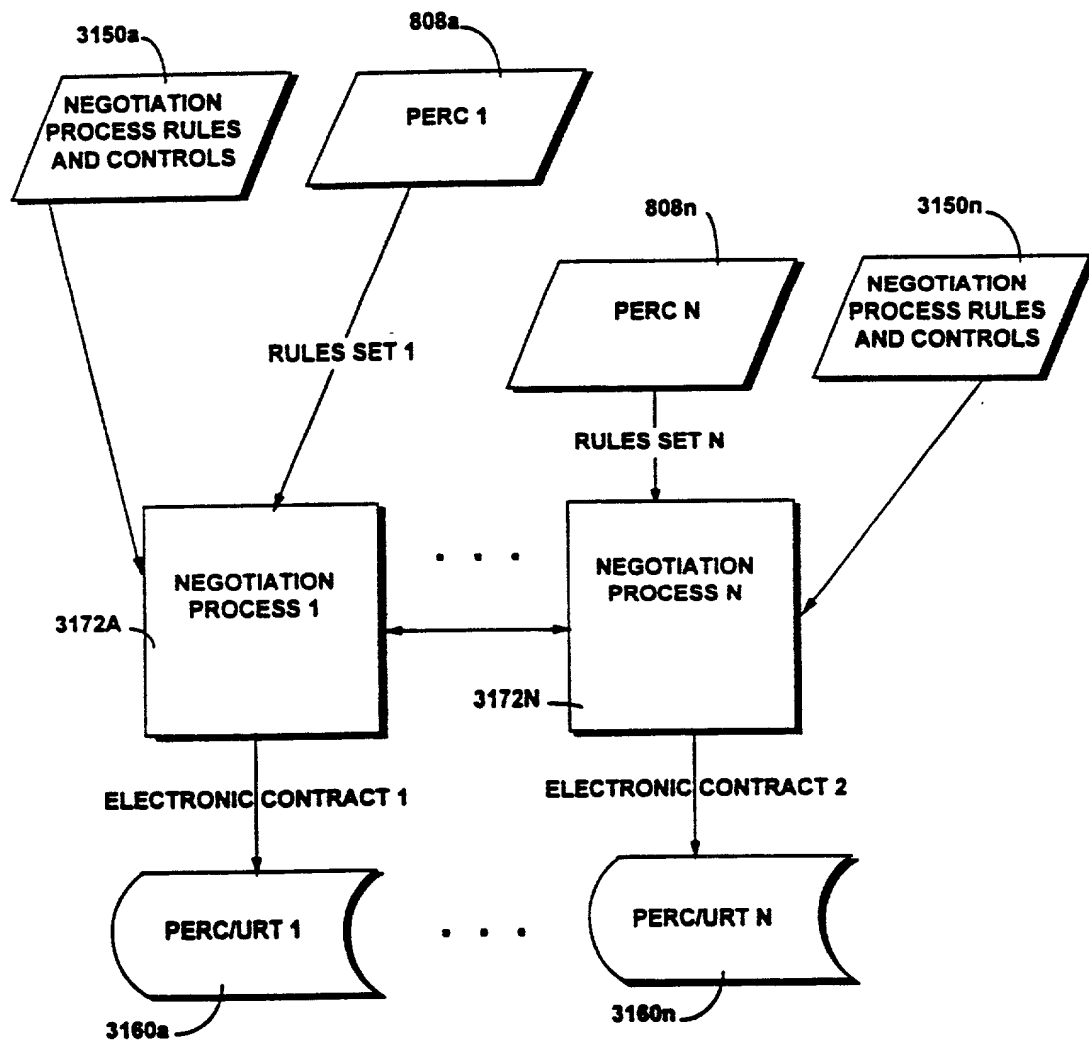 3150a
808a
NEGOTIATION
PROCESS RULES
AND CONTROLS
PERC 1
808n
3150n
PERC N
NEGOTIATION
PROCESS RULES
AND CONTROLS
RULES SET 1
RULES SET N
NEGOTIATION
PROCESS 1
. . .
NEGOTIATION
PROCESS N
3172A
3172N
ELECTRONIC CONTRACT 1
ELECTRONIC CONTRACT 2
PERC/URT 1
. . .
PERC/URT N
3160a
3160n